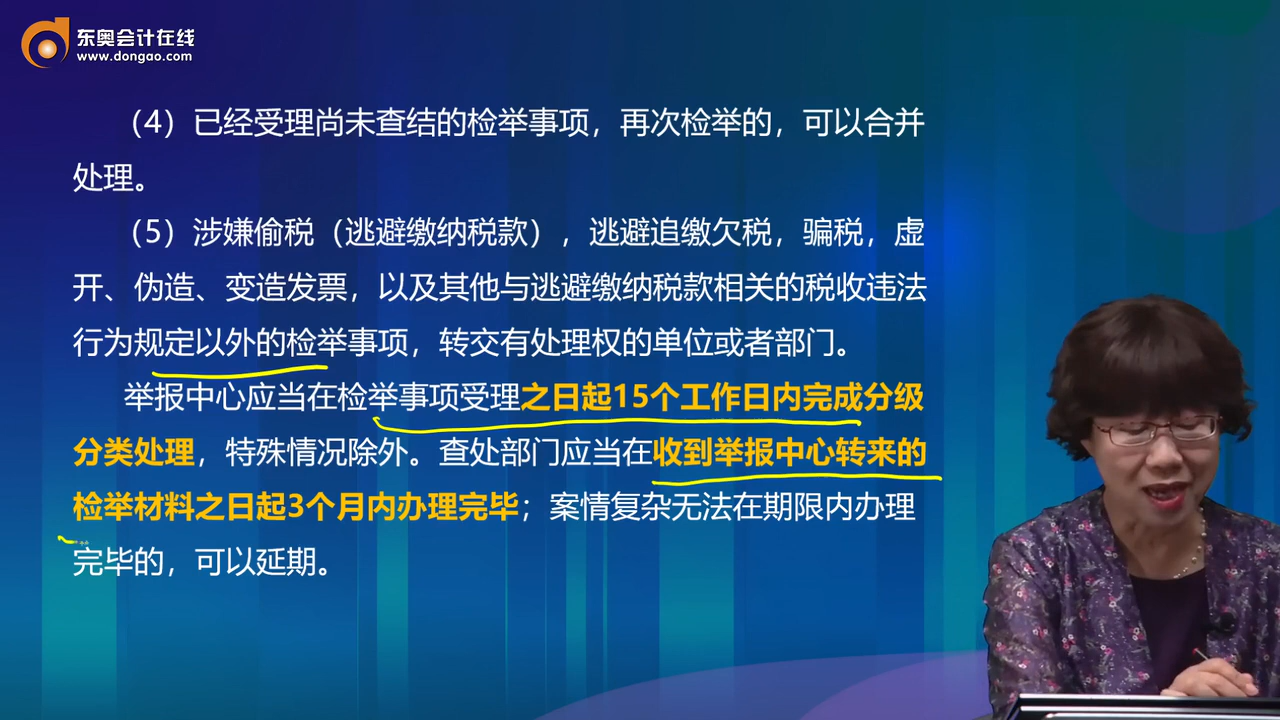 东奥会计在线
www.dongao.com
（4）已经受理尚未查结的检举事项，再次检举的，可以合并
处理。
（5）涉嫌偷税（逃避缴纳税款），逃避追缴欠税，骗税，虚
开、伪造、变造发票，以及其他与逃避缴纳税款相关的税收违法
行为规定以外的检举事项，转交有处理权的单位或者部门。
举报中心应当在检举事项受理之日起15个工作日内完成分级
分类处理，特殊情况除外。查处部门应当在收到举报中心转来的
检举材料之日起3个月内办理完毕；案情复杂无法在期限内办理
完毕的，可以延期。